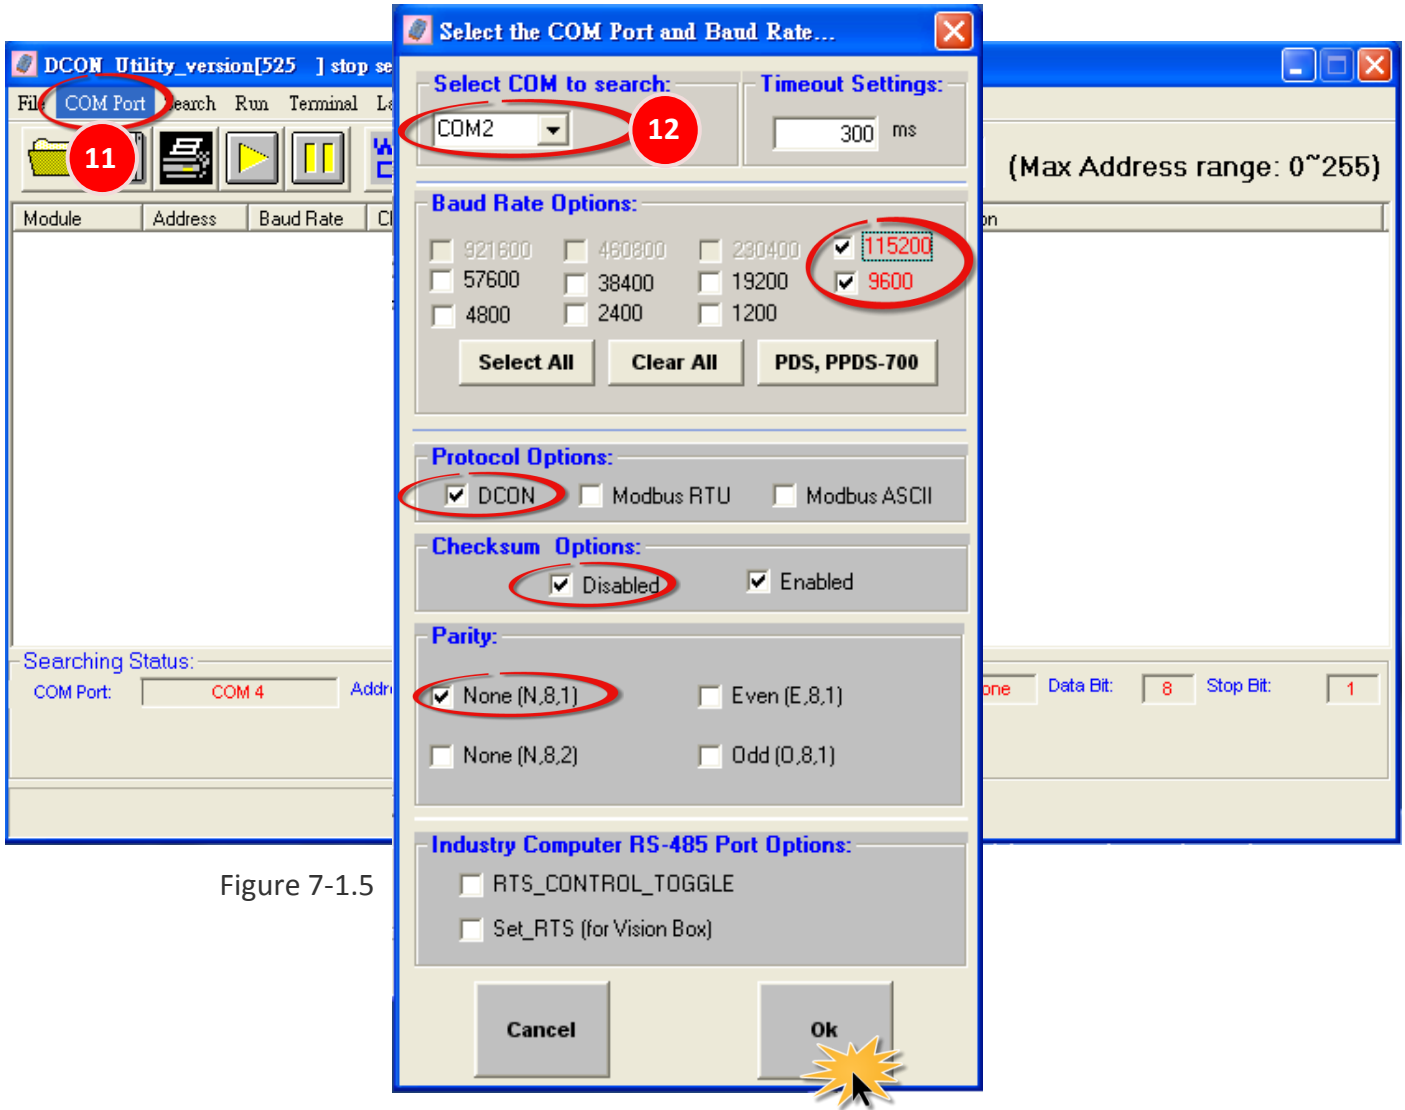 Select the COM Port and Baud Rate...
DCON Utility_version[525 ] stop se
File COM Port Search Run Terminal La
Select COM to search:
COM2
Timeout Settings:
300 ms
11
12
(Max Address range: 0~255)
Module Address Baud Rate
Baud Rate Options:
921600 460800 230400 115200
57600 38400 19200 9600
4800 2400 1200
Select All Clear All PDS, PPDS-700
Protocol Options:
DCON Modbus RTU Modbus ASCII
Checksum Options:
Disabled Enabled
Parity:
None (N,8,1) Even (E,8,1)
None (N,8,2) Odd (O,8,1)
Searching Status:
COM Port: COM 4 Addr
one Data Bit: 8 Stop Bit: 1
Industry Computer RS-485 Port Options:
RTS_CONTROL_TOGGLE
Set_RTS (for Vision Box)
Cancel Ok
Figure 7-1.5